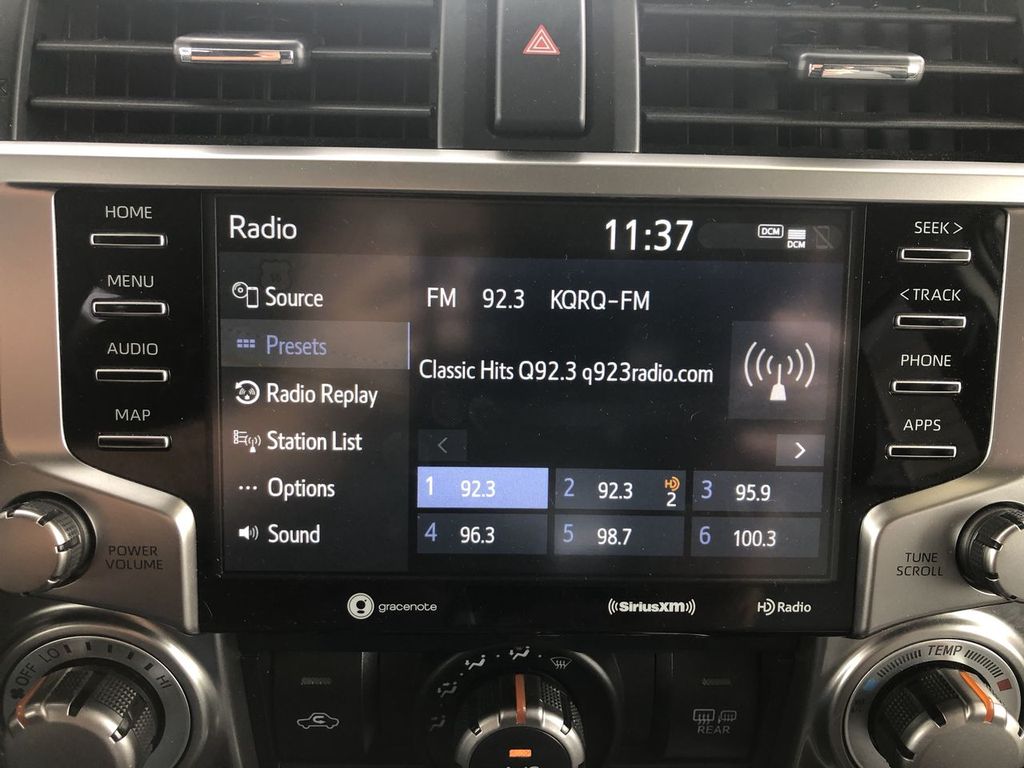 HOME
MENU
AUDIO
MAP
POWER
VOLUME
Radio
11:37
DCM
DCM
Source
Presets
Radio Replay
Station List
Options
Sound
FM 92.3 KQRQ-FM
Classic Hits Q92.3 q923radio.com
< >
1 92.3
2 92.3 HD 2
3 95.9
4 96.3
5 98.7
6 100.3
SEEK >
< TRACK
PHONE
APPS
TUNE
SCROLL
gracenote
((SiriusXM))
HD Radio
OFF LO HI
REAR
TEMP